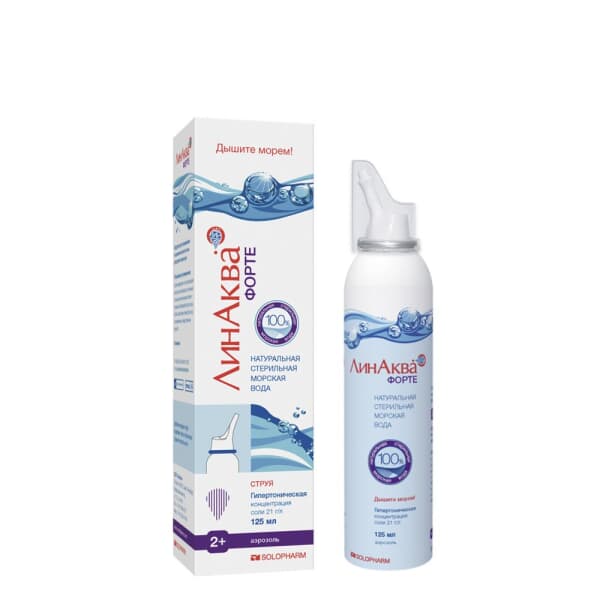 Дышите морем!
ЛинАква
ФОРТЕ
100%
НАТУРАЛЬНАЯ
СТЕРИЛЬНАЯ
МОРСКАЯ
ВОДА
СТРУЯ
Гипертоническая
концентрация
соли 21 г/л
125 мл
2+
аэрозоль
SOLOPHARM
ЛинАква
ФОРТЕ
НАТУРАЛЬНАЯ
СТЕРИЛЬНАЯ
МОРСКАЯ
ВОДА
100%
Дышите морем!
Гипертоническая
концентрация
соли 21 г/л
125 мл
аэрозоль
SOLOPHARM